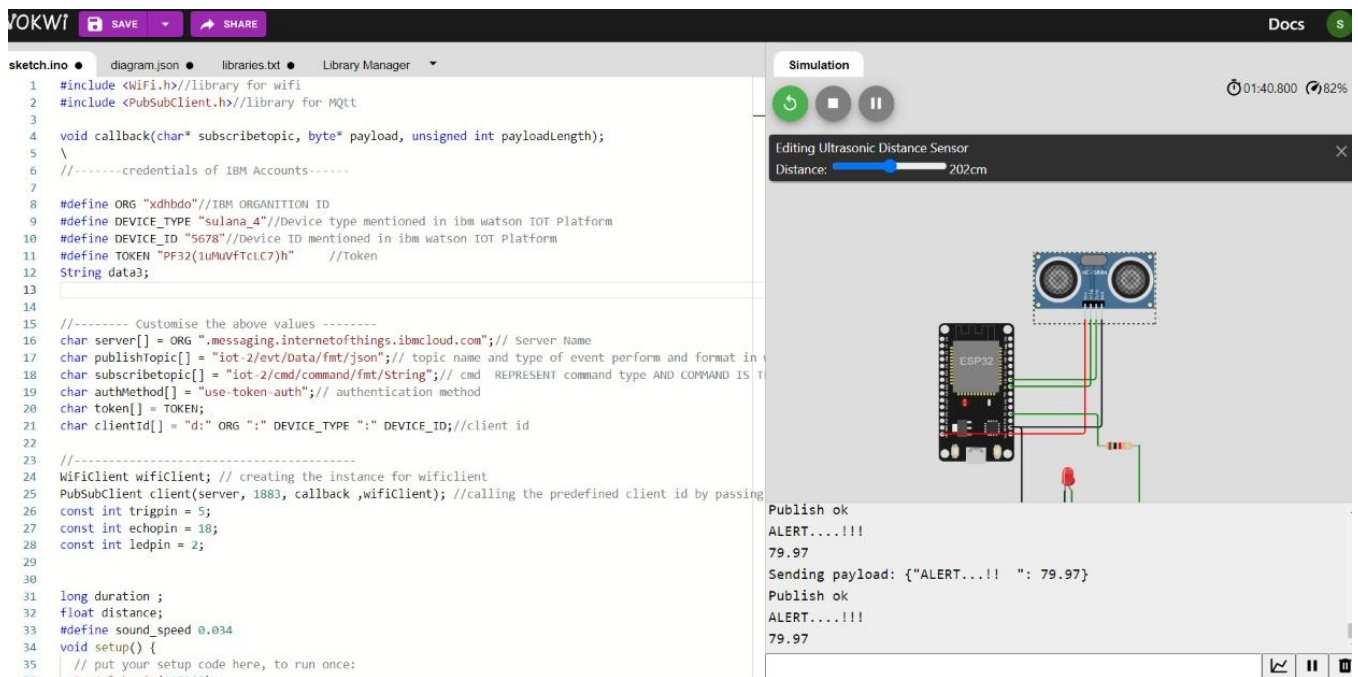 WOKWI SAVE SHARE Docs S
sketch.ino ● diagram.json ● libraries.txt ● Library Manager
1 #include <WiFi.h>//library for wifi
2 #include <PubSubClient.h>//library for MQtt
3
4 void callback(char* subscribetopic, byte* payload, unsigned int payloadLength);
5 \
6 //-------credentials of IBM Accounts------
7
8 #define ORG "xdhbdo"//IBM ORGANITION ID
9 #define DEVICE_TYPE "sulana_4"//Device type mentioned in ibm watson IOT Platform
10 #define DEVICE_ID "5678"//Device ID mentioned in ibm watson IOT Platform
11 #define TOKEN "PF32(1uMuVfTcLC7)h" //Token
12 String data3;
13
14
15 //-------- Customise the above values --------
16 char server[] = ORG ".messaging.internetofthings.ibmcloud.com";// Server Name
17 char publishTopic[] = "iot-2/evt/Data/fmt/json";// topic name and type of event perform and format in
18 char subscribetopic[] = "iot-2/cmd/command/fmt/String";// cmd REPRESENT command type AND COMMAND IS
19 char authMethod[] = "use-token-auth";// authentication method
20 char token[] = TOKEN;
21 char clientId[] = "d:" ORG ":" DEVICE_TYPE ":" DEVICE_ID;//client id
22
23 //----------------------------------------
24 WiFiClient wifiClient; // creating the instance for wificlient
25 PubSubClient client(server, 1883, callback ,wifiClient); //calling the predefined client id by passing
26 const int trigpin = 5;
27 const int echopin = 18;
28 const int ledpin = 2;
29
30
31 long duration ;
32 float distance;
33 #define sound_speed 0.034
34 void setup() {
35 // put your setup code here, to run once:
Simulation
01:40.800 82%
Editing Ultrasonic Distance Sensor
Distance: 202cm
ESP32
Publish ok
ALERT....!!!
79.97
Sending payload: {"ALERT...!! ": 79.97}
Publish ok
ALERT....!!!
79.97